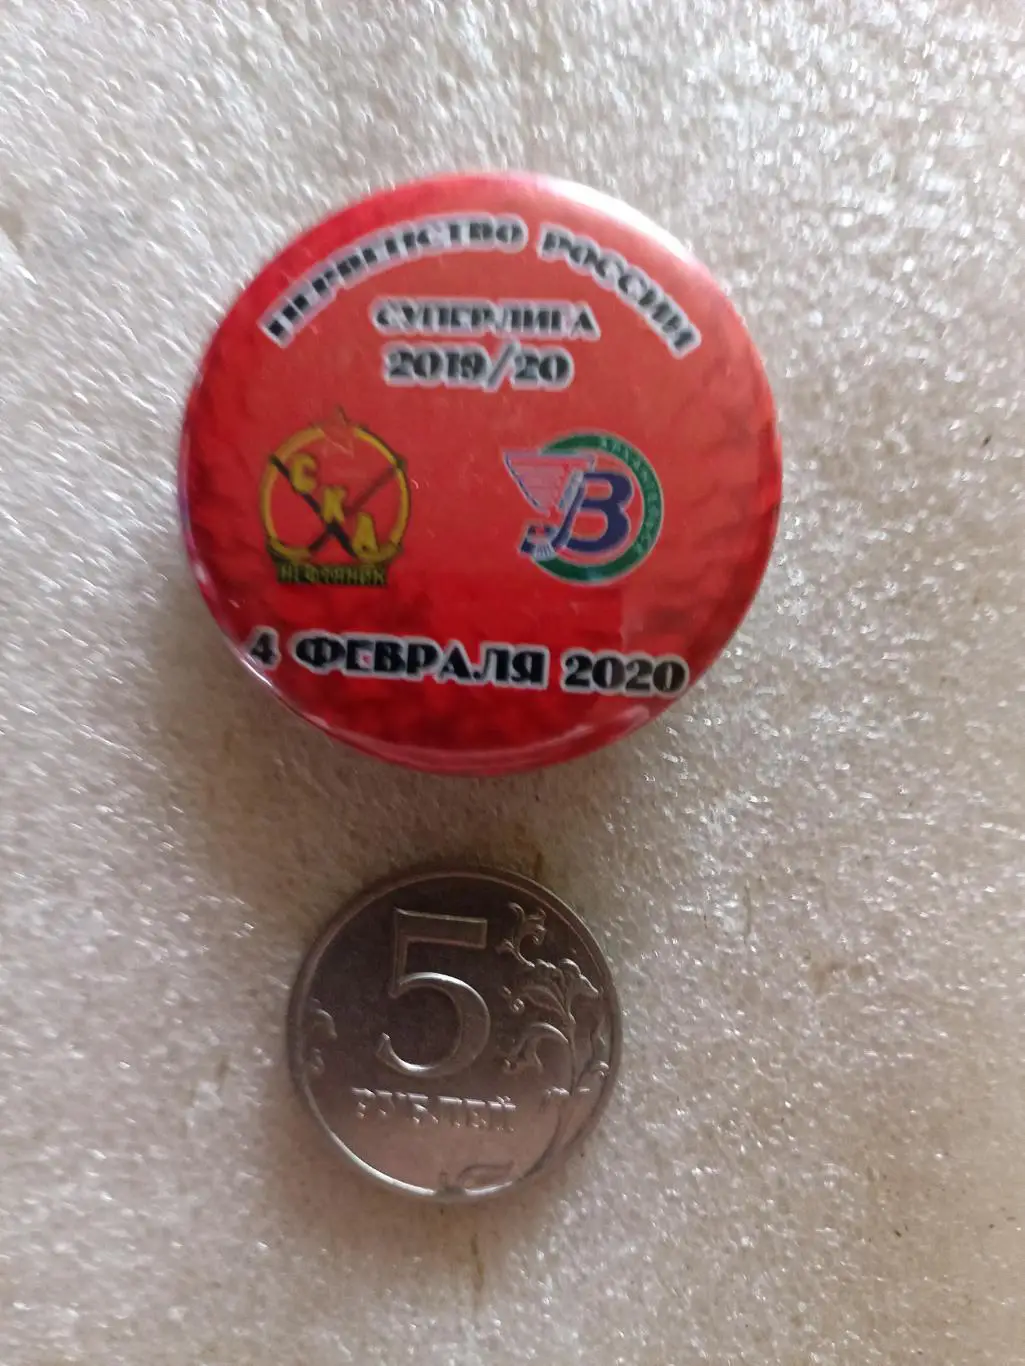 ПЕРВЕНСТВО РОССИИ
СУПЕРЛИГА
2019/20
СКА
НЕФТЯНИК
В
4 ФЕВРАЛЯ 2020
5
РУБЛЕЙ